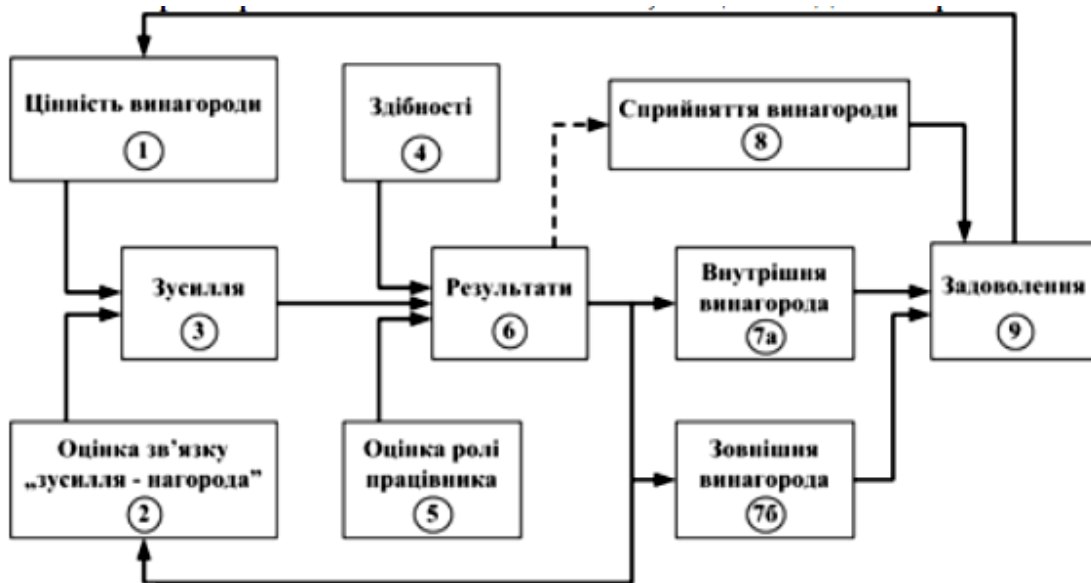 Цінність винагороди
1
Здібності
4
Сприйняття винагороди
8
Зусилля
3
Результати
6
Внутрішня
винагорода
7а
Задоволення
9
Оцінка зв’язку
„зусилля - нагорода”
2
Оцінка ролі
працівника
5
Зовнішня
винагорода
7б